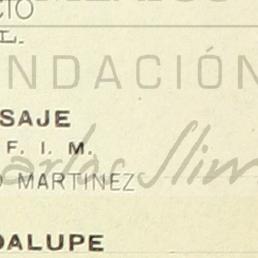 CTO
L.
NDACIÓN
SAJE
F. I. M.
Carlos Slim
O MARTINEZ
DALUPE